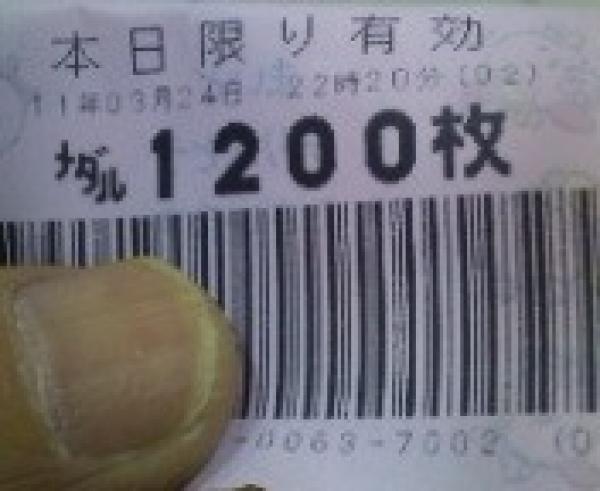 本日限り有効
11年03月24日 22時20分(02)
メダル1200枚
0063-7002 (0